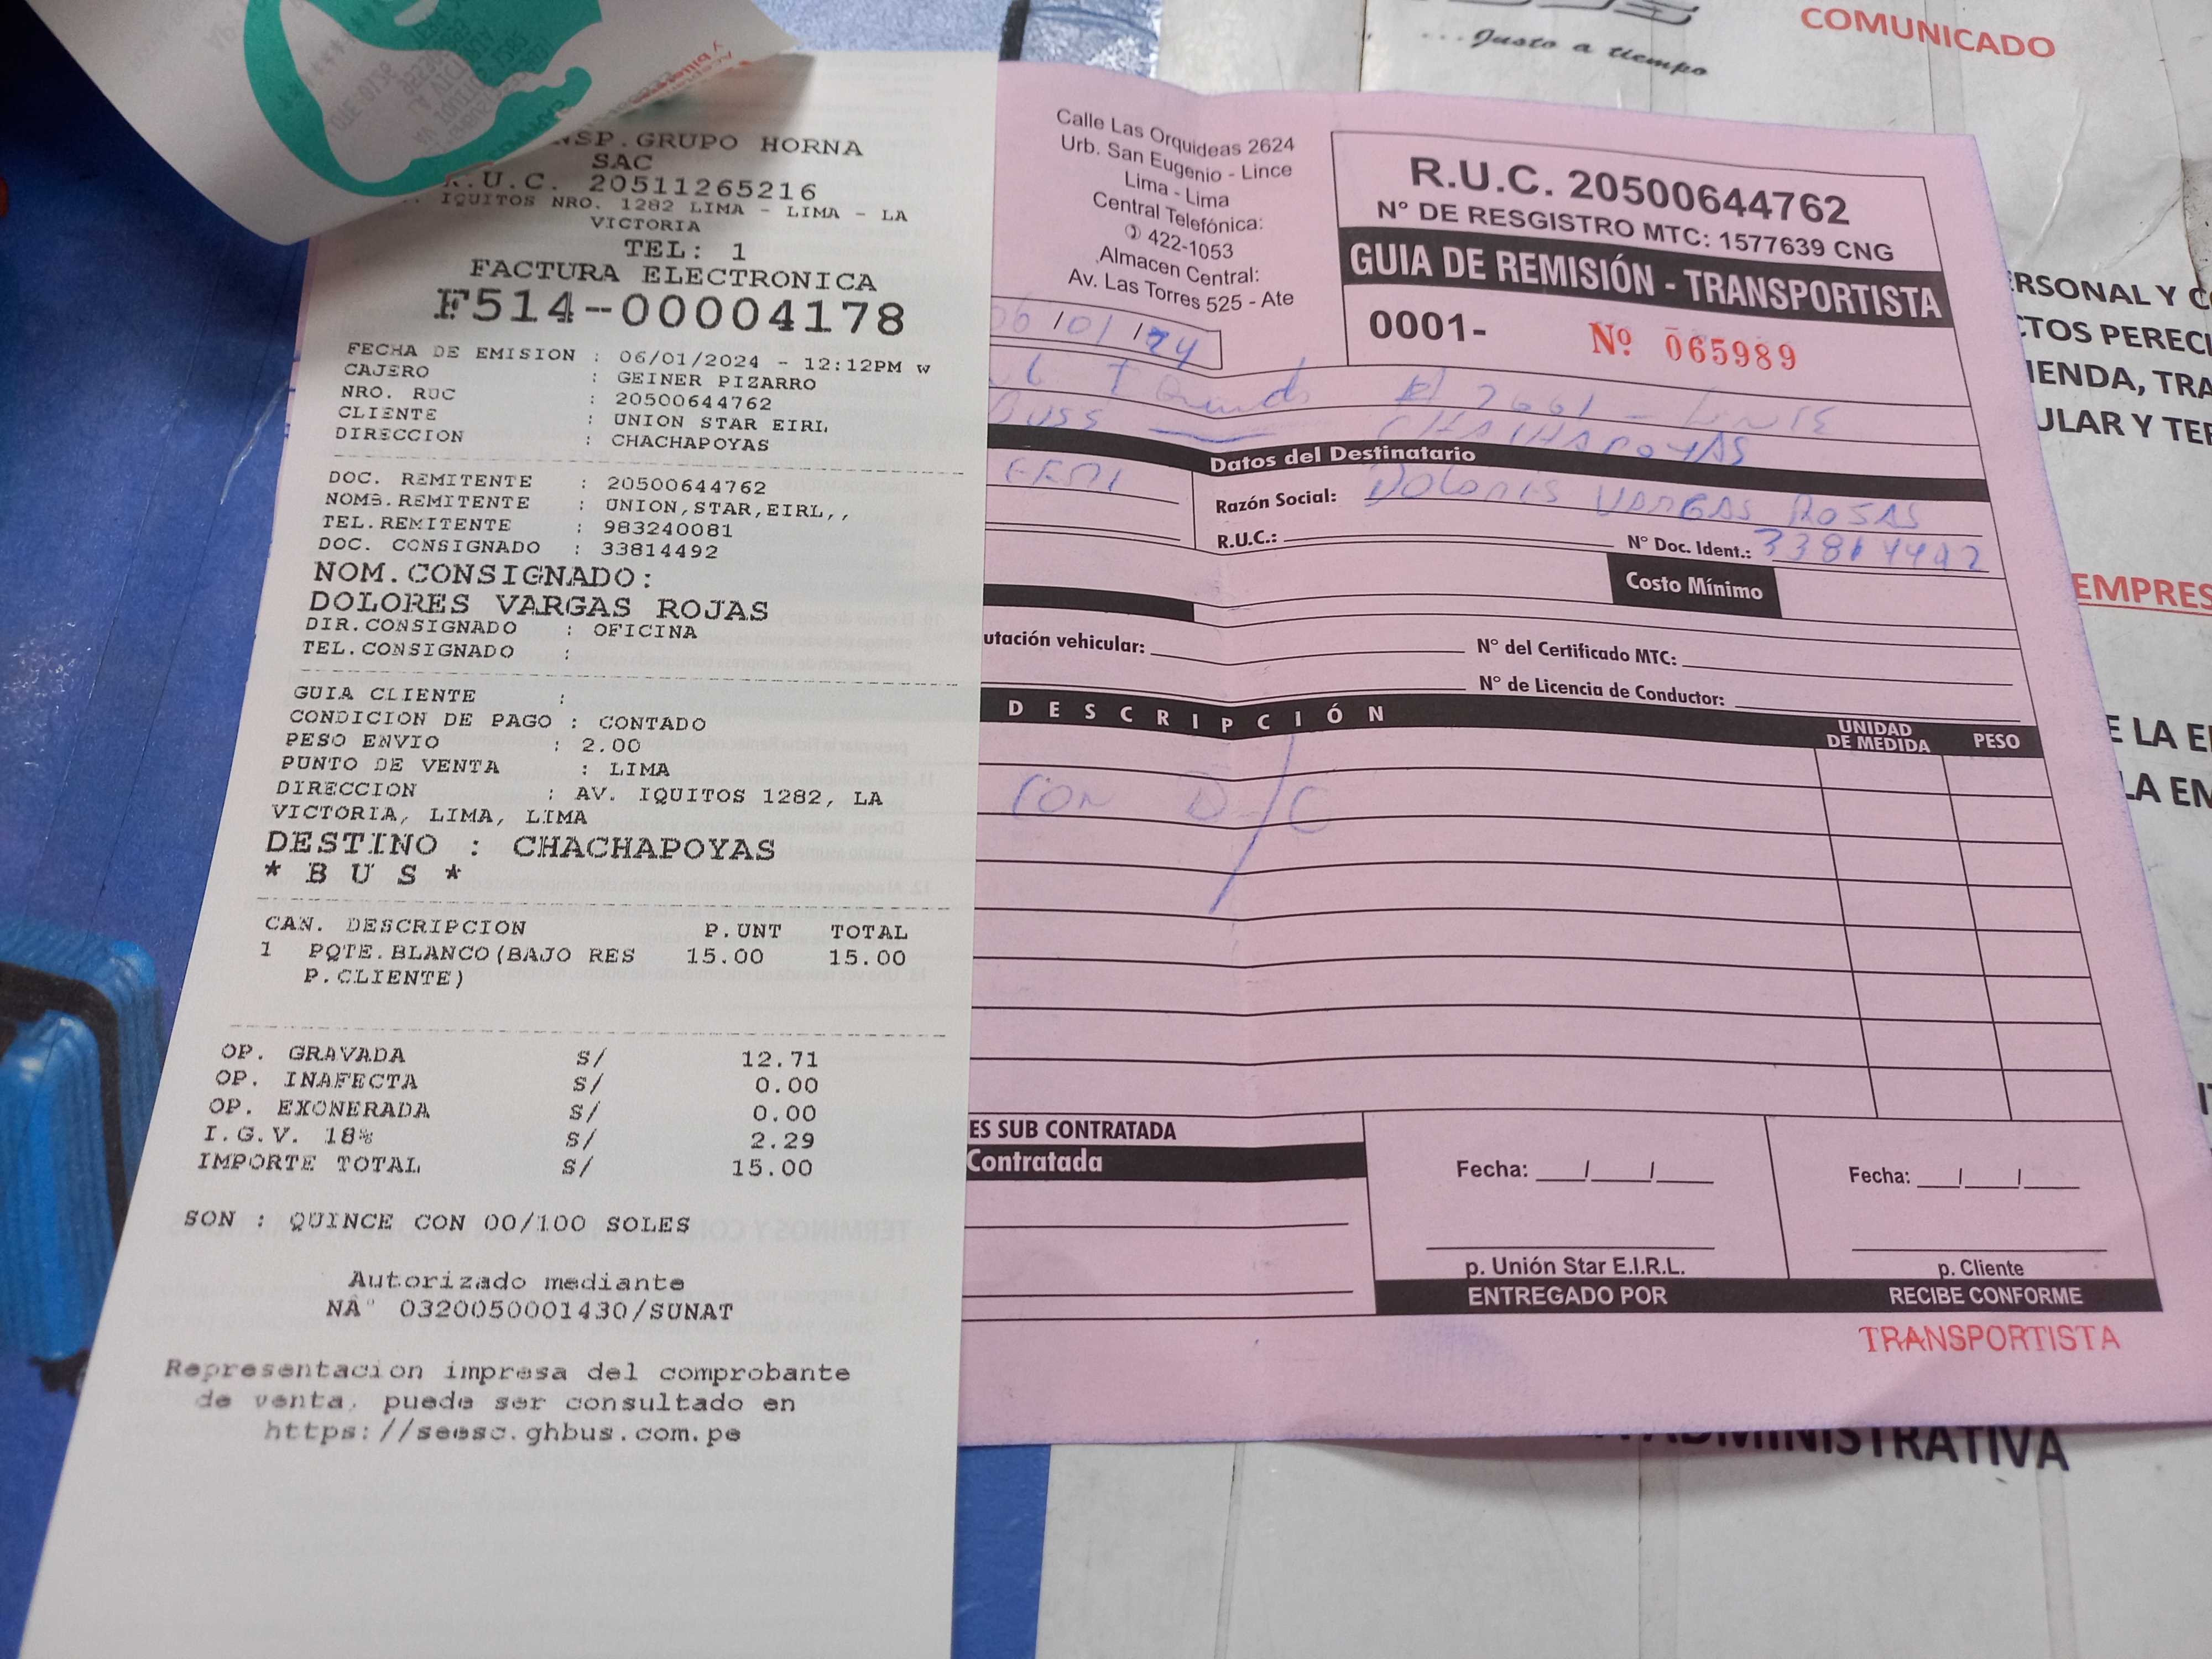 NSP.GRUPO HORNA
SAC
R.U.C. 20511265216
IQUITOS NRO. 1282 LIMA - LIMA - LA
VICTORIA
TEL: 1
FACTURA ELECTRONICA
F514-00004178
FECHA DE EMISION : 06/01/2024 - 12:12PM w
CAJERO : GEINER PIZARRO
NRO. RUC : 20500644762
CLIENTE : UNION STAR EIRL
DIRECCION : CHACHAPOYAS
DOC. REMITENTE : 20500644762
NOMB.REMITENTE : UNION,STAR,EIRL,,
TEL.REMITENTE : 983240081
DOC. CONSIGNADO : 33814492
NOM.CONSIGNADO:
DOLORES VARGAS ROJAS
DIR.CONSIGNADO : OFICINA
TEL.CONSIGNADO :
GUIA CLIENTE :
CONDICION DE PAGO : CONTADO
PESO ENVIO : 2.00
PUNTO DE VENTA : LIMA
DIRECCION : AV. IQUITOS 1282, LA
VICTORIA, LIMA, LIMA
DESTINO : CHACHAPOYAS
* B U S *
CAN. DESCRIPCION P.UNT TOTAL
1 PQTE.BLANCO(BAJO RES 15.00 15.00
P.CLIENTE)
OP. GRAVADA S/ 12.71
OP. INAFECTA S/ 0.00
OP. EXONERADA S/ 0.00
I.G.V. 18% S/ 2.29
IMPORTE TOTAL S/ 15.00
SON : QUINCE CON 00/100 SOLES
Autorizado mediante
NÂ° 0320050001430/SUNAT
Representacion impresa del comprobante
de venta, puede ser consultado en
https://seesc.ghbus.com.pe
Calle Las Orquideas 2624
Urb. San Eugenio - Lince
Lima - Lima
Central Telefónica:
422-1053
Almacen Central:
Av. Las Torres 525 - Ate
R.U.C. 20500644762
N° DE RESGISTRO MTC: 1577639 CNG
GUIA DE REMISIÓN - TRANSPORTISTA
0001- Nº 065989
06/01/24
2661 - LINCE
CHACHAPOYAS
Datos del Destinatario
Razón Social: Dolores VARGAS ROSAS
R.U.C.: N° Doc. Ident.: 33814492
Costo Mínimo
utación vehicular: N° del Certificado MTC:
N° de Licencia de Conductor:
DESCRIPCIÓN UNIDAD DE MEDIDA PESO
CON D/C
ES SUB CONTRATADA
Contratada
Fecha: __/__/__ Fecha: __/__/__
p. Unión Star E.I.R.L. p. Cliente
ENTREGADO POR RECIBE CONFORME
TRANSPORTISTA
...Justo a tiempo
COMUNICADO
ERSONAL Y C
CTOS PERECI
IENDA, TRA
ULAR Y TER
EMPRES
E LA E
LA EM
ADMINISTRATIVA